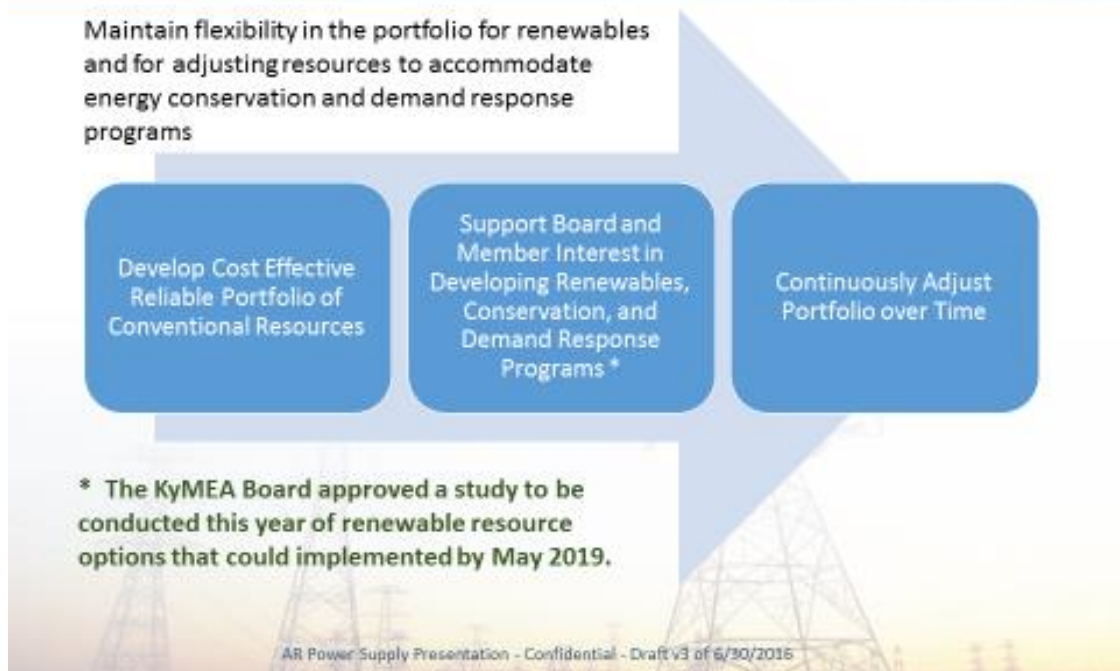 Maintain flexibility in the portfolio for renewables
and for adjusting resources to accommodate
energy conservation and demand response
programs
Develop Cost Effective
Reliable Portfolio of
Conventional Resources
Support Board and
Member Interest in
Developing Renewables,
Conservation, and
Demand Response
Programs *
Continuously Adjust
Portfolio over Time
* The KyMEA Board approved a study to be
conducted this year of renewable resource
options that could implemented by May 2019.
AR Power Supply Presentation - Confidential - Draft v3 of 6/30/2016